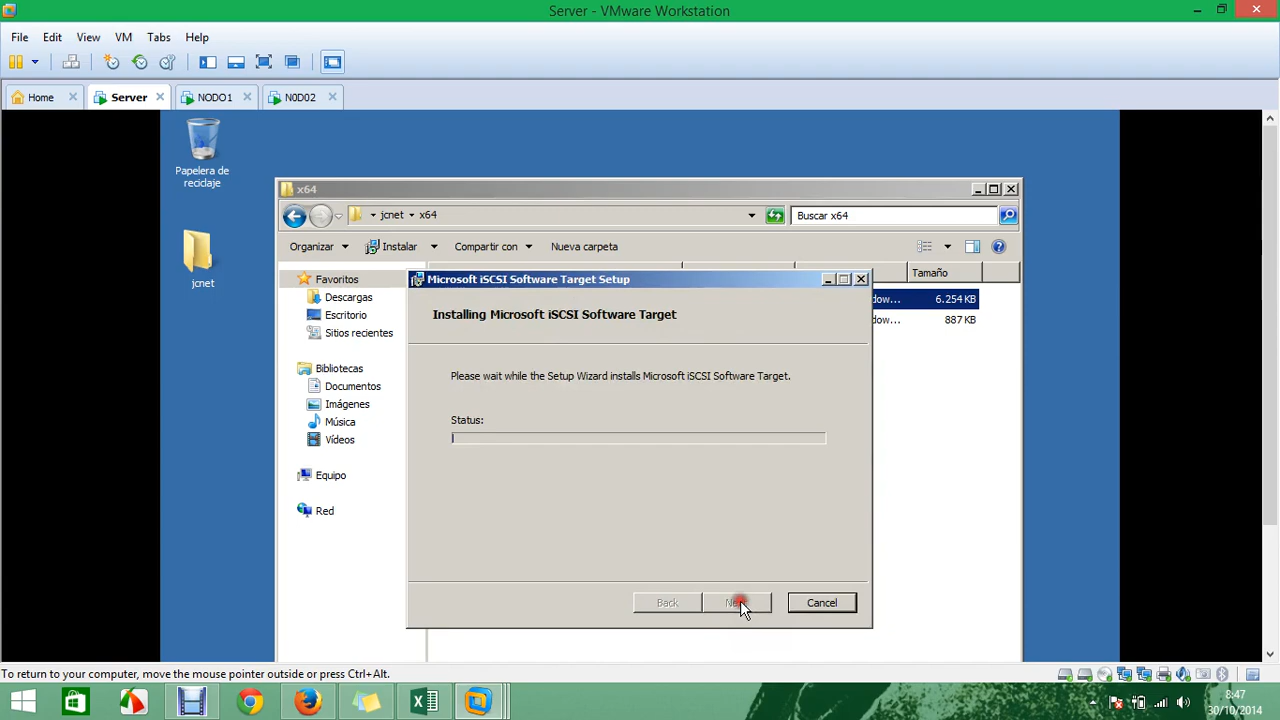 Server - VMware Workstation
File Edit View VM Tabs Help
Home Server NODO1 N0D02
Papelera de
reciclaje
jcnet
x64
jcnet x64
Buscar x64
Organizar Instalar Compartir con Nueva carpeta
Favoritos
Descargas
Escritorio
Sitios recientes
Bibliotecas
Documentos
Imágenes
Música
Vídeos
Equipo
Red
Tamaño
dow... 6.254 KB
dow... 887 KB
Microsoft iSCSI Software Target Setup
Installing Microsoft iSCSI Software Target
Please wait while the Setup Wizard installs Microsoft iSCSI Software Target.
Status:
Back Cancel
To return to your computer, move the mouse pointer outside or press Ctrl+Alt.
8:47
30/10/2014